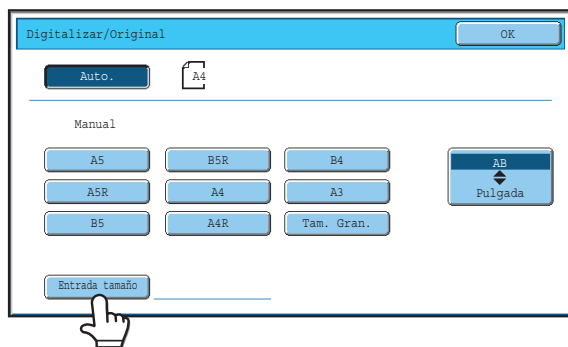 Digitalizar/Original OK
Auto. A4
Manual
A5 B5R B4 AB
A5R A4 A3 Pulgada
B5 A4R Tam. Gran.
Entrada tamaño